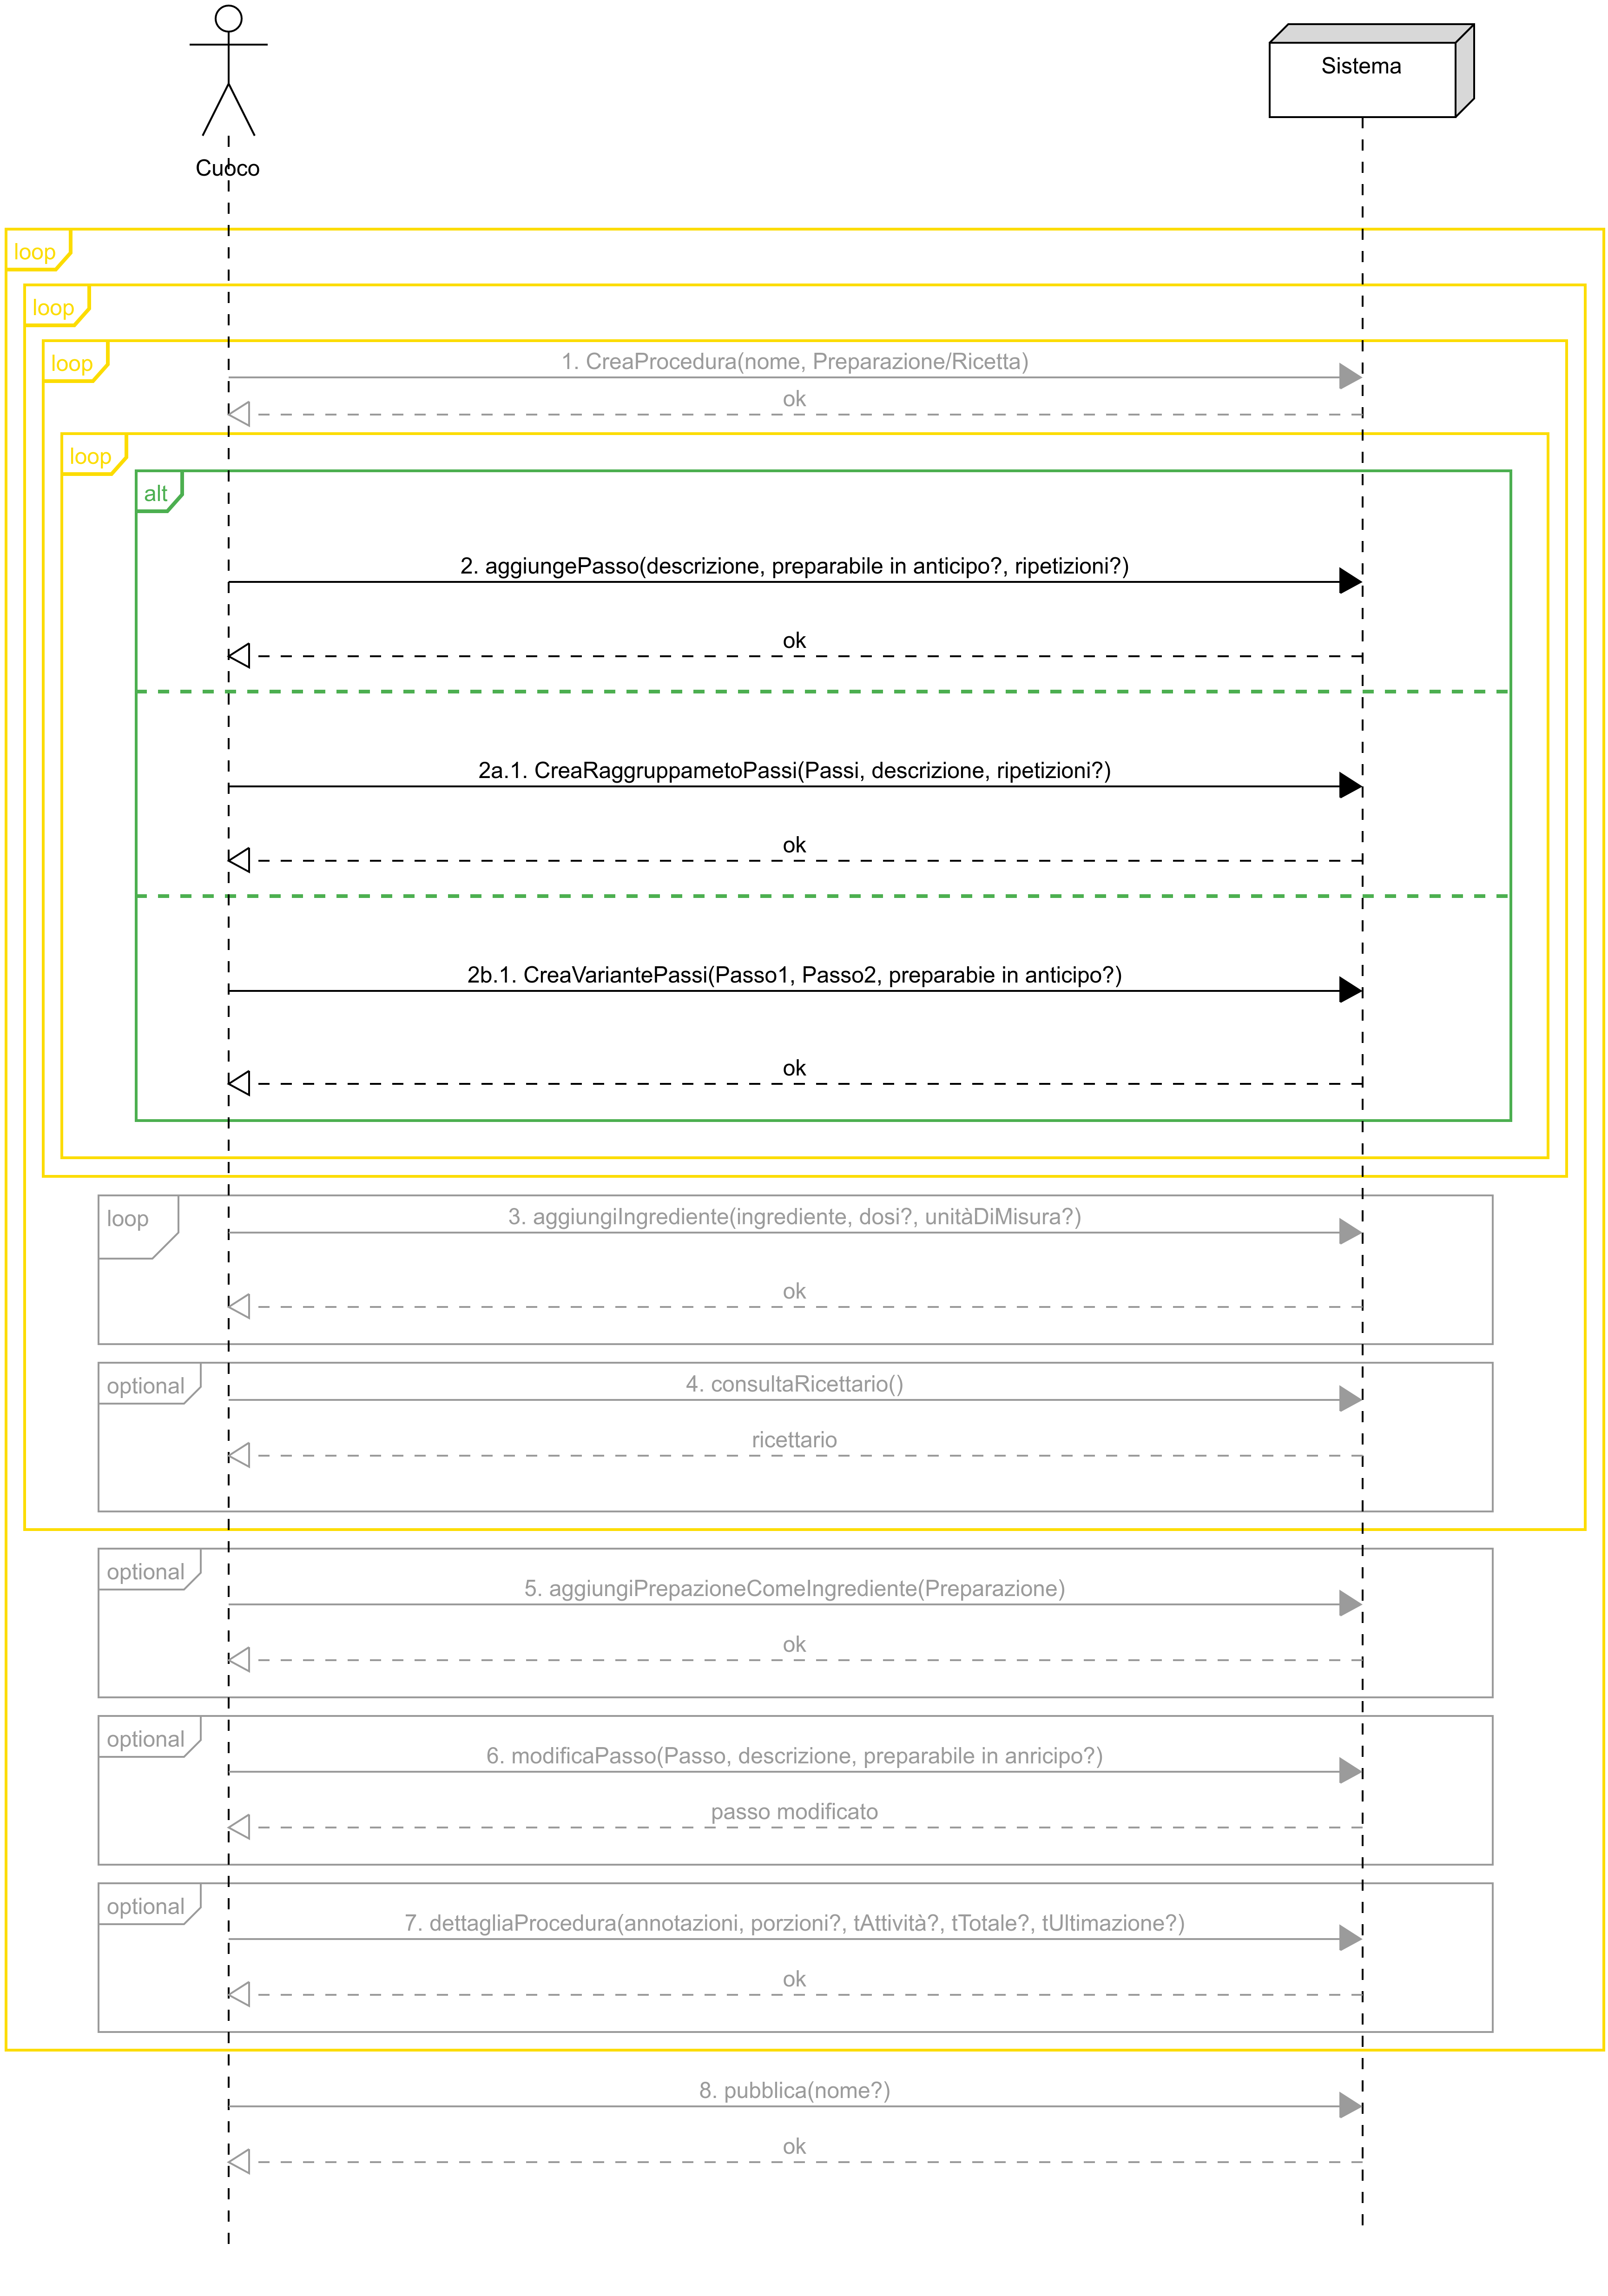 Sistema
Cuoco
loop
loop
loop
1. CreaProcedura(nome, Preparazione/Ricetta)
ok
loop
alt
2. aggiungePasso(descrizione, preparabile in anticipo?, ripetizioni?)
ok
2a.1. CreaRaggruppametoPassi(Passi, descrizione, ripetizioni?)
ok
2b.1. CreaVariantePassi(Passo1, Passo2, preparabie in anticipo?)
ok
loop
3. aggiungiIngrediente(ingrediente, dosi?, unitàDiMisura?)
ok
optional
4. consultaRicettario()
ricettario
optional
5. aggiungiPrepazioneComeIngrediente(Preparazione)
ok
optional
6. modificaPasso(Passo, descrizione, preparabile in anricipo?)
passo modificato
optional
7. dettagliaProcedura(annotazioni, porzioni?, tAttività?, tTotale?, tUltimazione?)
ok
8. pubblica(nome?)
ok